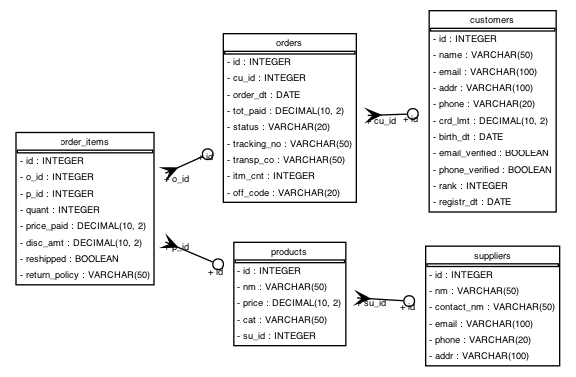 order_items
- id : INTEGER
- o_id : INTEGER
- p_id : INTEGER
- quant : INTEGER
- price_paid : DECIMAL(10, 2)
- disc_amt : DECIMAL(10, 2)
- reshipped : BOOLEAN
- return_policy : VARCHAR(50)
+ id
+ o_id
+ p_id
+ id
orders
- id : INTEGER
- cu_id : INTEGER
- order_dt : DATE
- tot_paid : DECIMAL(10, 2)
- status : VARCHAR(20)
- tracking_no : VARCHAR(50)
- transp_co : VARCHAR(50)
- itm_cnt : INTEGER
- off_code : VARCHAR(20)
+ cu_id
+ id
customers
- id : INTEGER
- name : VARCHAR(50)
- email : VARCHAR(100)
- addr : VARCHAR(100)
- phone : VARCHAR(20)
- crd_lmt : DECIMAL(10, 2)
- birth_dt : DATE
- email_verified : BOOLEAN
- phone_verified : BOOLEAN
- rank : INTEGER
- registr_dt : DATE
products
- id : INTEGER
- nm : VARCHAR(50)
- price : DECIMAL(10, 2)
- cat : VARCHAR(50)
- su_id : INTEGER
+ su_id
+ id
suppliers
- id : INTEGER
- nm : VARCHAR(50)
- contact_nm : VARCHAR(50)
- email : VARCHAR(100)
- phone : VARCHAR(20)
- addr : VARCHAR(100)